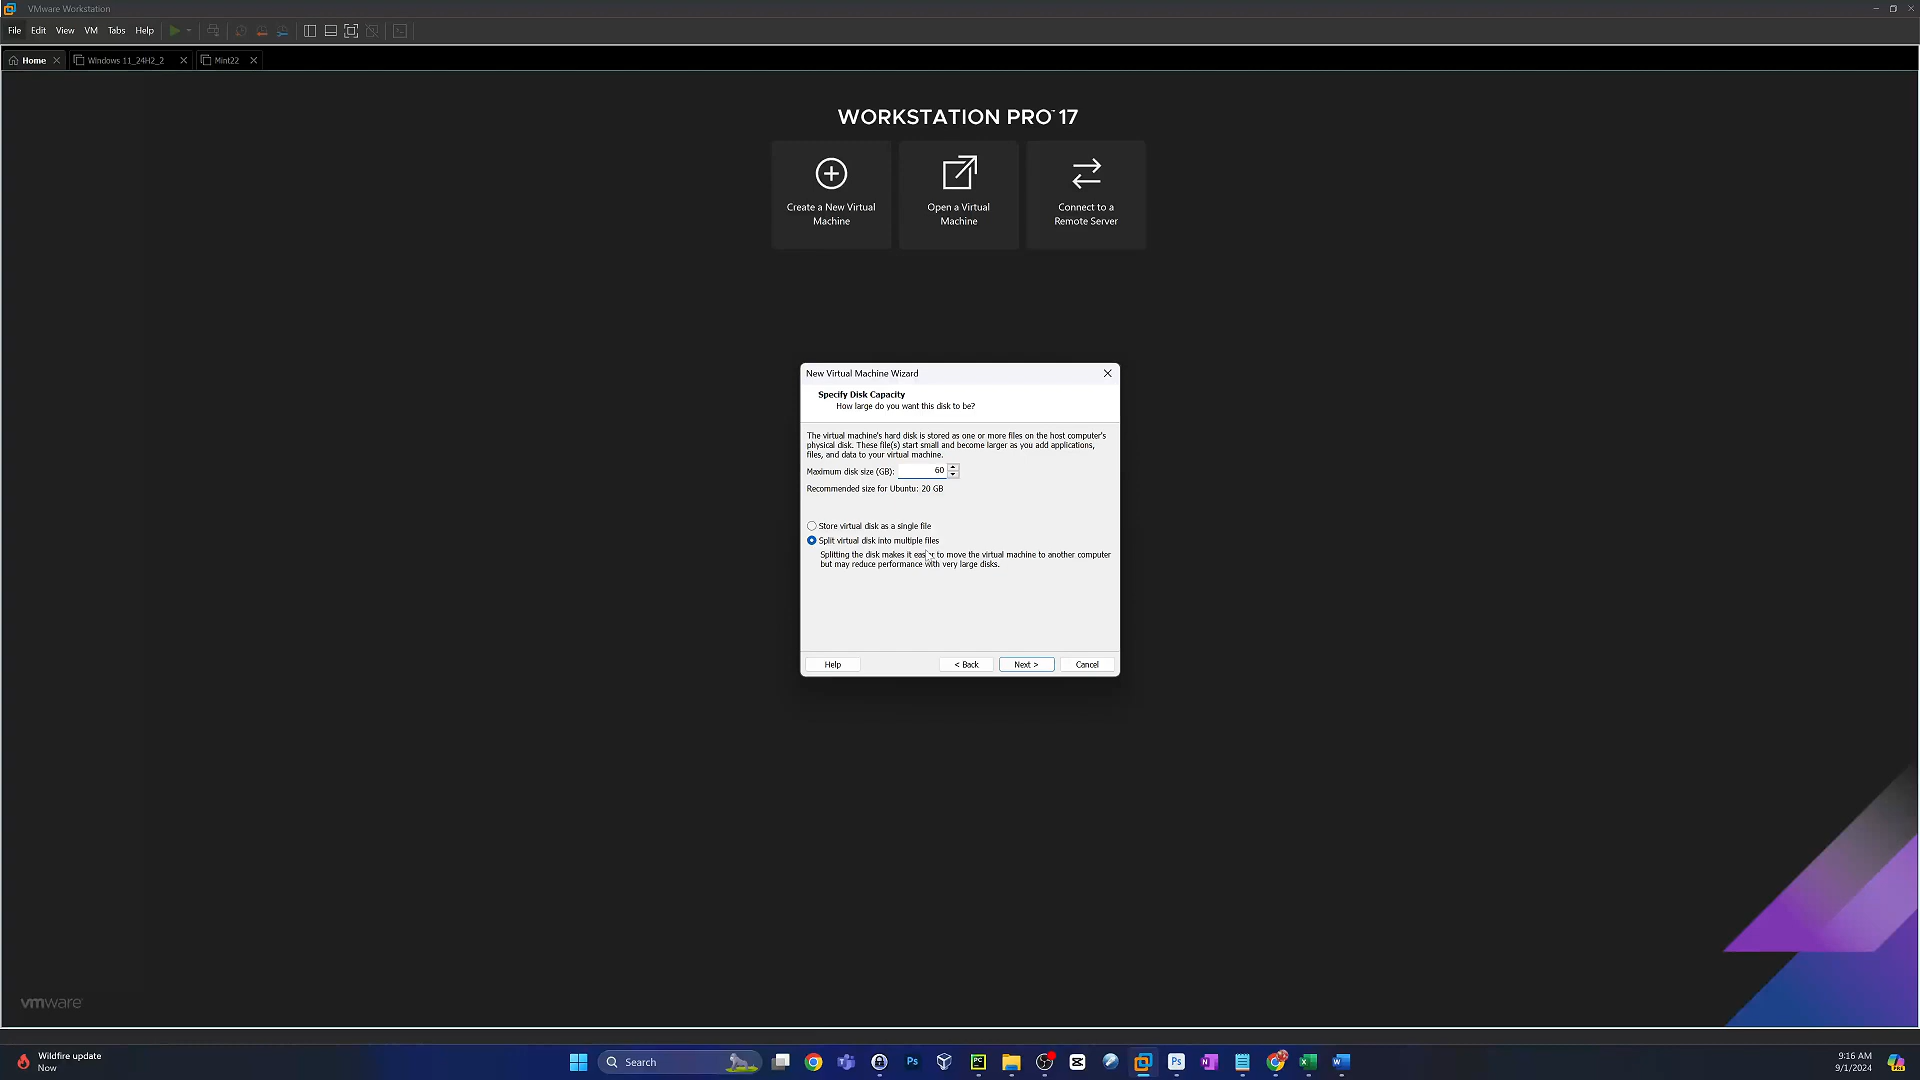 VMware Workstation
File Edit View VM Tabs Help
Home Windows 11_24H2_2 Mint22
WORKSTATION PRO™ 17
Create a New Virtual Machine
Open a Virtual Machine
Connect to a Remote Server
New Virtual Machine Wizard
Specify Disk Capacity
How large do you want this disk to be?
The virtual machine's hard disk is stored as one or more files on the host computer's
physical disk. These file(s) start small and become larger as you add applications,
files, and data to your virtual machine.
Maximum disk size (GB): 60
Recommended size for Ubuntu: 20 GB
Store virtual disk as a single file
Split virtual disk into multiple files
Splitting the disk makes it easier to move the virtual machine to another computer
but may reduce performance with very large disks.
Help < Back Next > Cancel
vmware
Wildfire update
Now
Search
9:16 AM
9/1/2024